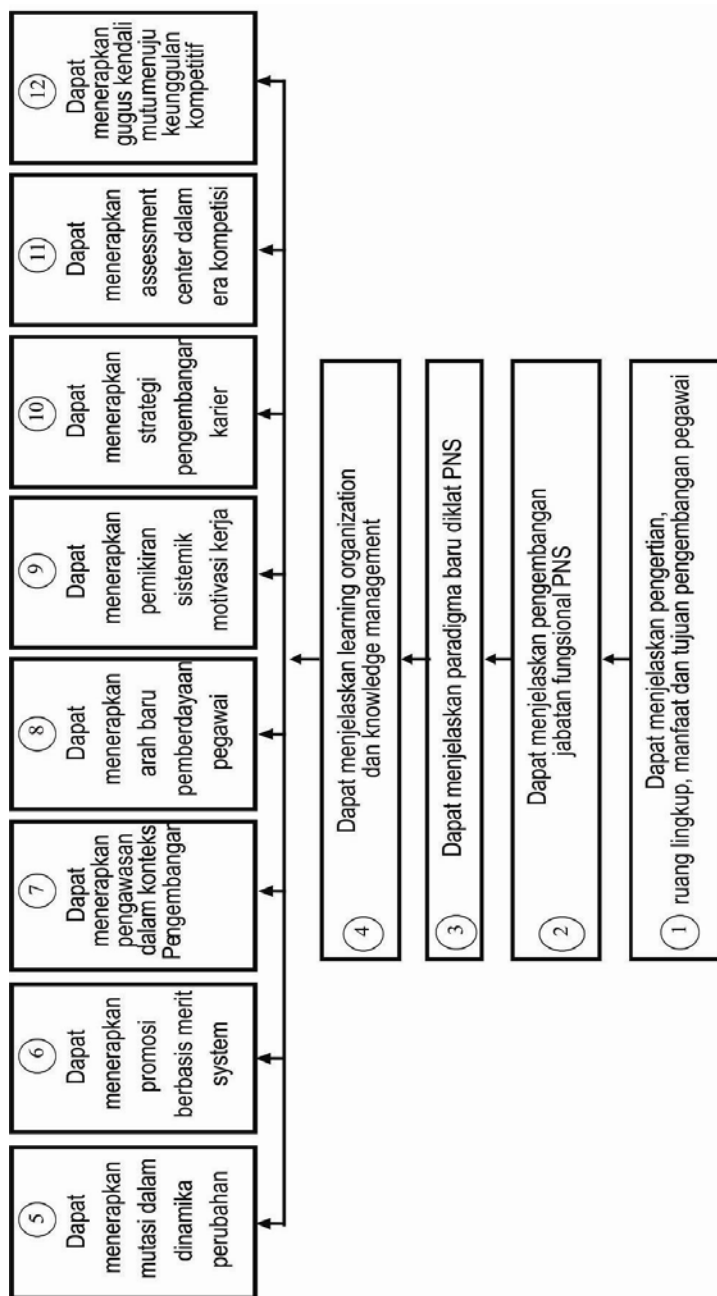 5
Dapat
menerapkan
mutasi dalam
dinamika
perubahan
6
Dapat
menerapkan
promosi
berbasis merit
system
7
Dapat
menerapkan
pengawasan
dalam konteks
Pengembangar
8
Dapat
menerapkan
arah baru
pemberdayaan
pegawai
9
Dapat
menerapkan
pemikiran
sistemik
motivasi kerja
10
Dapat
menerapkan
strategi
pengembangar
karier
11
Dapat
menerapkan
assessment
center dalam
era kompetisi
12
Dapat
menerapkan
gugus kendali
mutumenuju
keunggulan
kompetitif
4
Dapat menjelaskan learning organization
dan knowledge management
3
Dapat menjelaskan paradigma baru diklat PNS
2
Dapat menjelaskan pengembangan
jabatan fungsional PNS
1
Dapat menjelaskan pengertian,
ruang lingkup, manfaat dan tujuan pengembangan pegawai